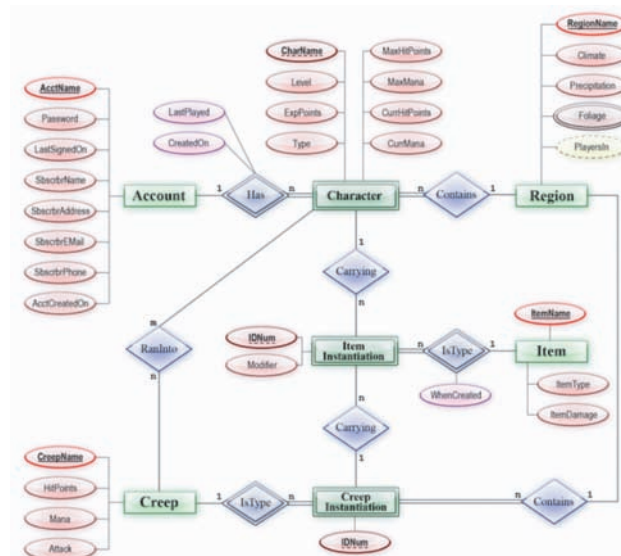 CharName
Level
ExpPoints
Type
MaxHitPoints
MaxMana
CurrHitPoints
CurrMana
RegionName
Climate
Precipitation
Foliage
PlayersIn
AcctName
Password
LastSignedOn
SbscrbrName
SbscrbrAddress
SbscrbrEMail
SbscrbrPhone
AcctCreatedOn
LastPlayed
CreatedOn
Account
1
Has
n
Character
n
Contains
1
Region
1
Carrying
n
m
RanInto
n
IDNum
Modifier
Item
Instantiation
n
IsType
1
WhenCreated
ItemName
Item
ItemType
ItemDamage
n
Carrying
1
CreepName
HitPoints
Mana
Attack
Creep
1
IsType
n
Creep
Instantiation
IDNum
n
Contains
1